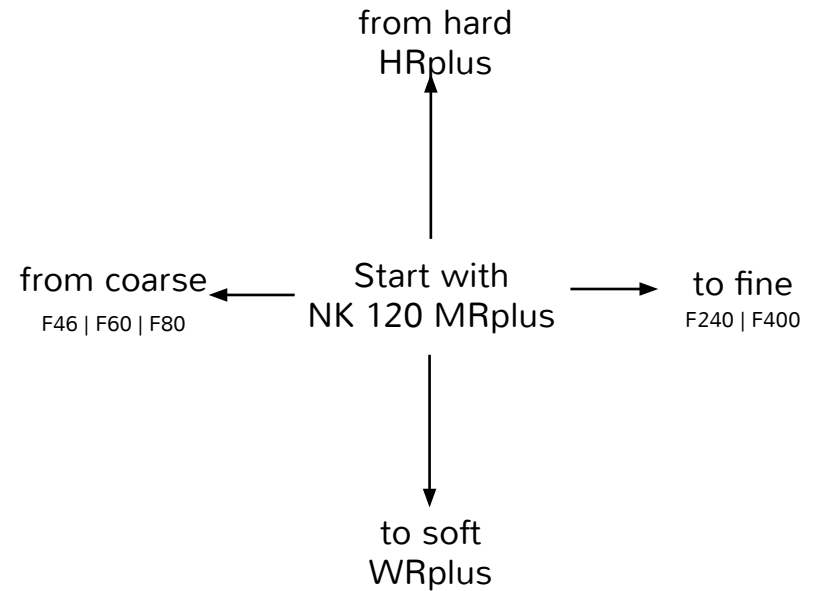 from hard
HRplus
from coarse
F46 | F60 | F80
Start with
NK 120 MRplus
to fine
F240 | F400
to soft
WRplus